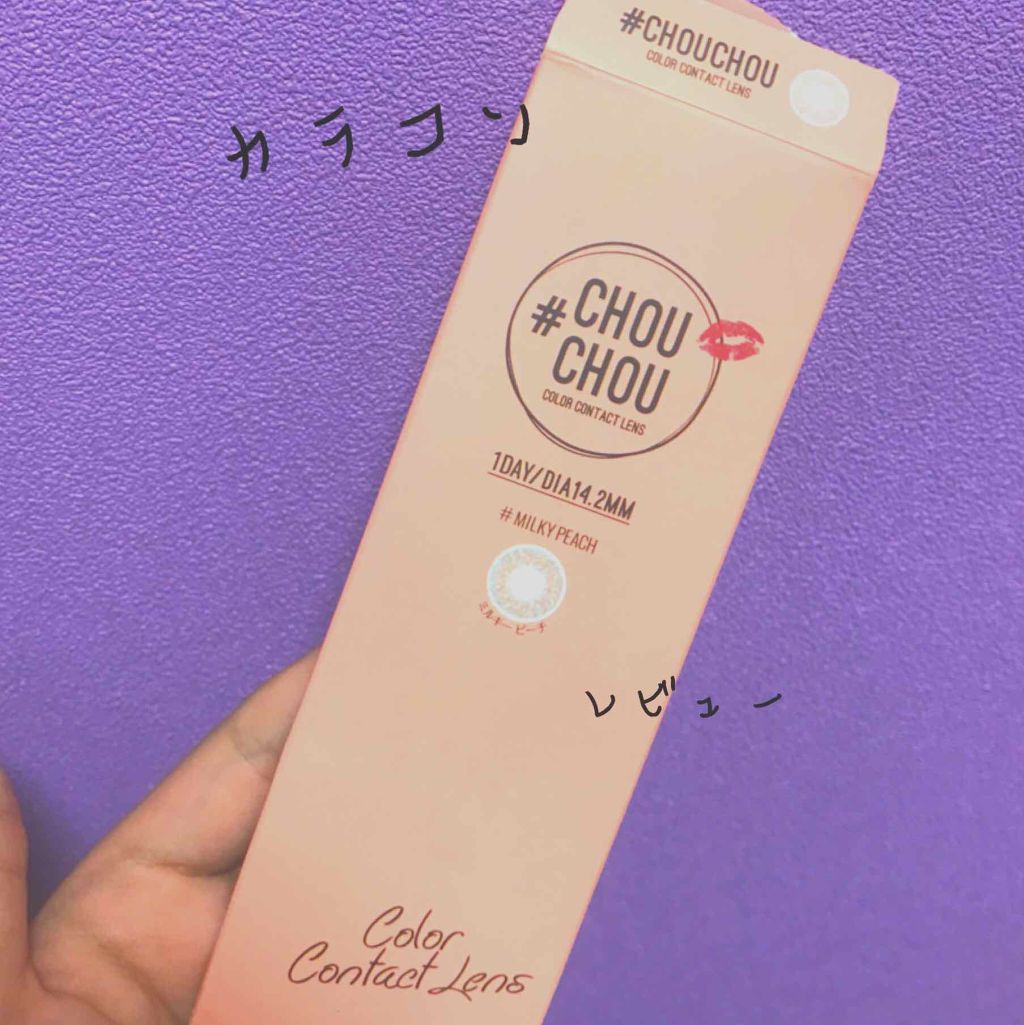 #CHOUCHOU
COLOR CONTACT LENS
カラコン
#CHOU
CHOU
COLOR CONTACT LENS
1DAY/DIA14.2MM
#MILKY PEACH
ミルキーピーチ
レビュー
Color
Contact Lens